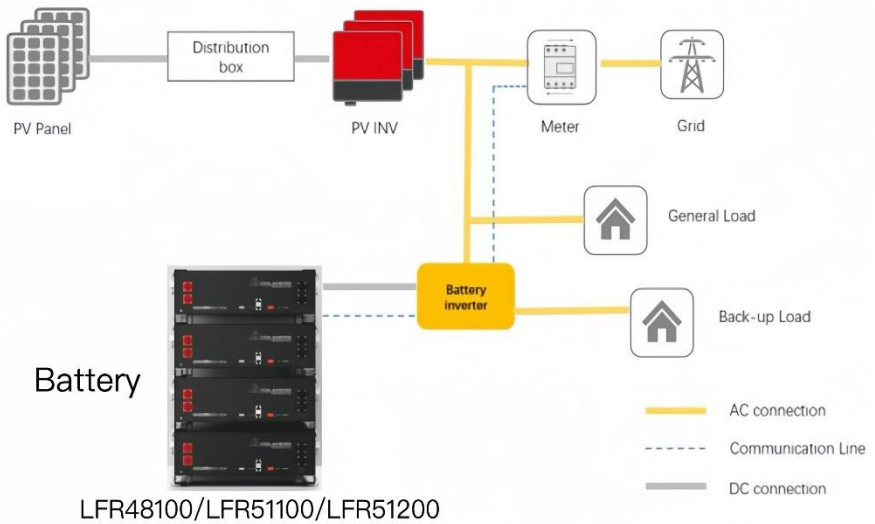 Distribution
box
PV Panel
PV INV
Meter
Grid
General Load
Battery
inverter
Back-up Load
Battery
AC connection
Communication Line
DC connection
LFR48100/LFR51100/LFR51200